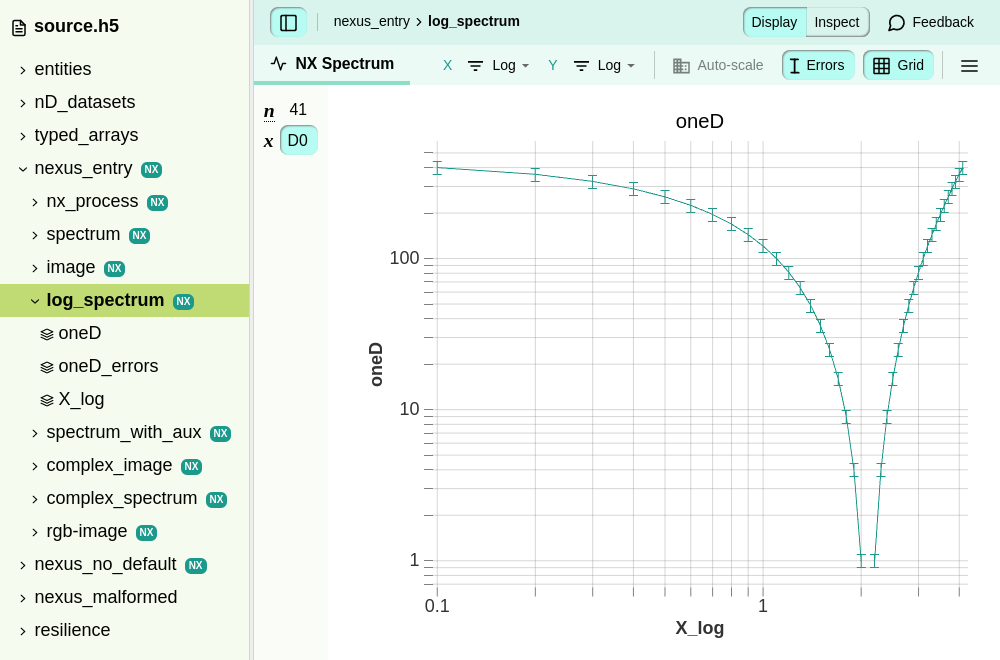 source.h5
entities
nD_datasets
typed_arrays
nexus_entry NX
nx_process NX
spectrum NX
image NX
log_spectrum NX
oneD
oneD_errors
X_log
spectrum_with_aux NX
complex_image NX
complex_spectrum NX
rgb-image NX
nexus_no_default NX
nexus_malformed
resilience
nexus_entry › log_spectrum
Display Inspect Feedback
NX Spectrum X Log Y Log Auto-scale Errors Grid
n 41
x D0
oneD
100
10
1
oneD
0.1 1
X_log